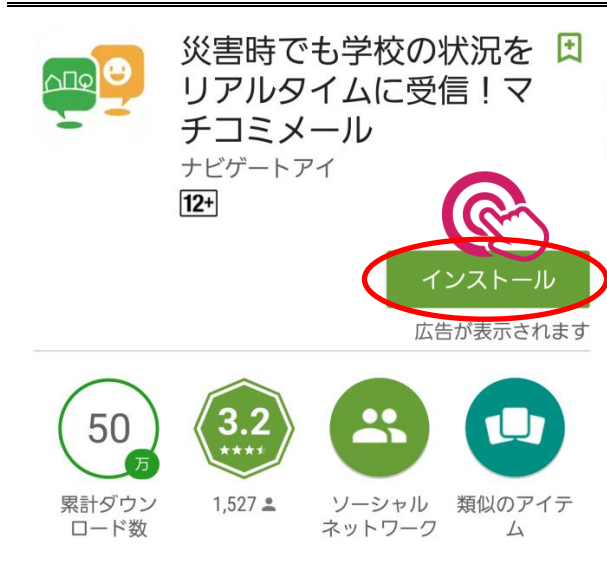 災害時でも学校の状況を
リアルタイムに受信！マ
チコミメール
ナビゲートアイ
12+
インストール
広告が表示されます
50
万
3.2
累計ダウン
ロード数
1,527
ソーシャル
ネットワーク
類似のアイテ
ム